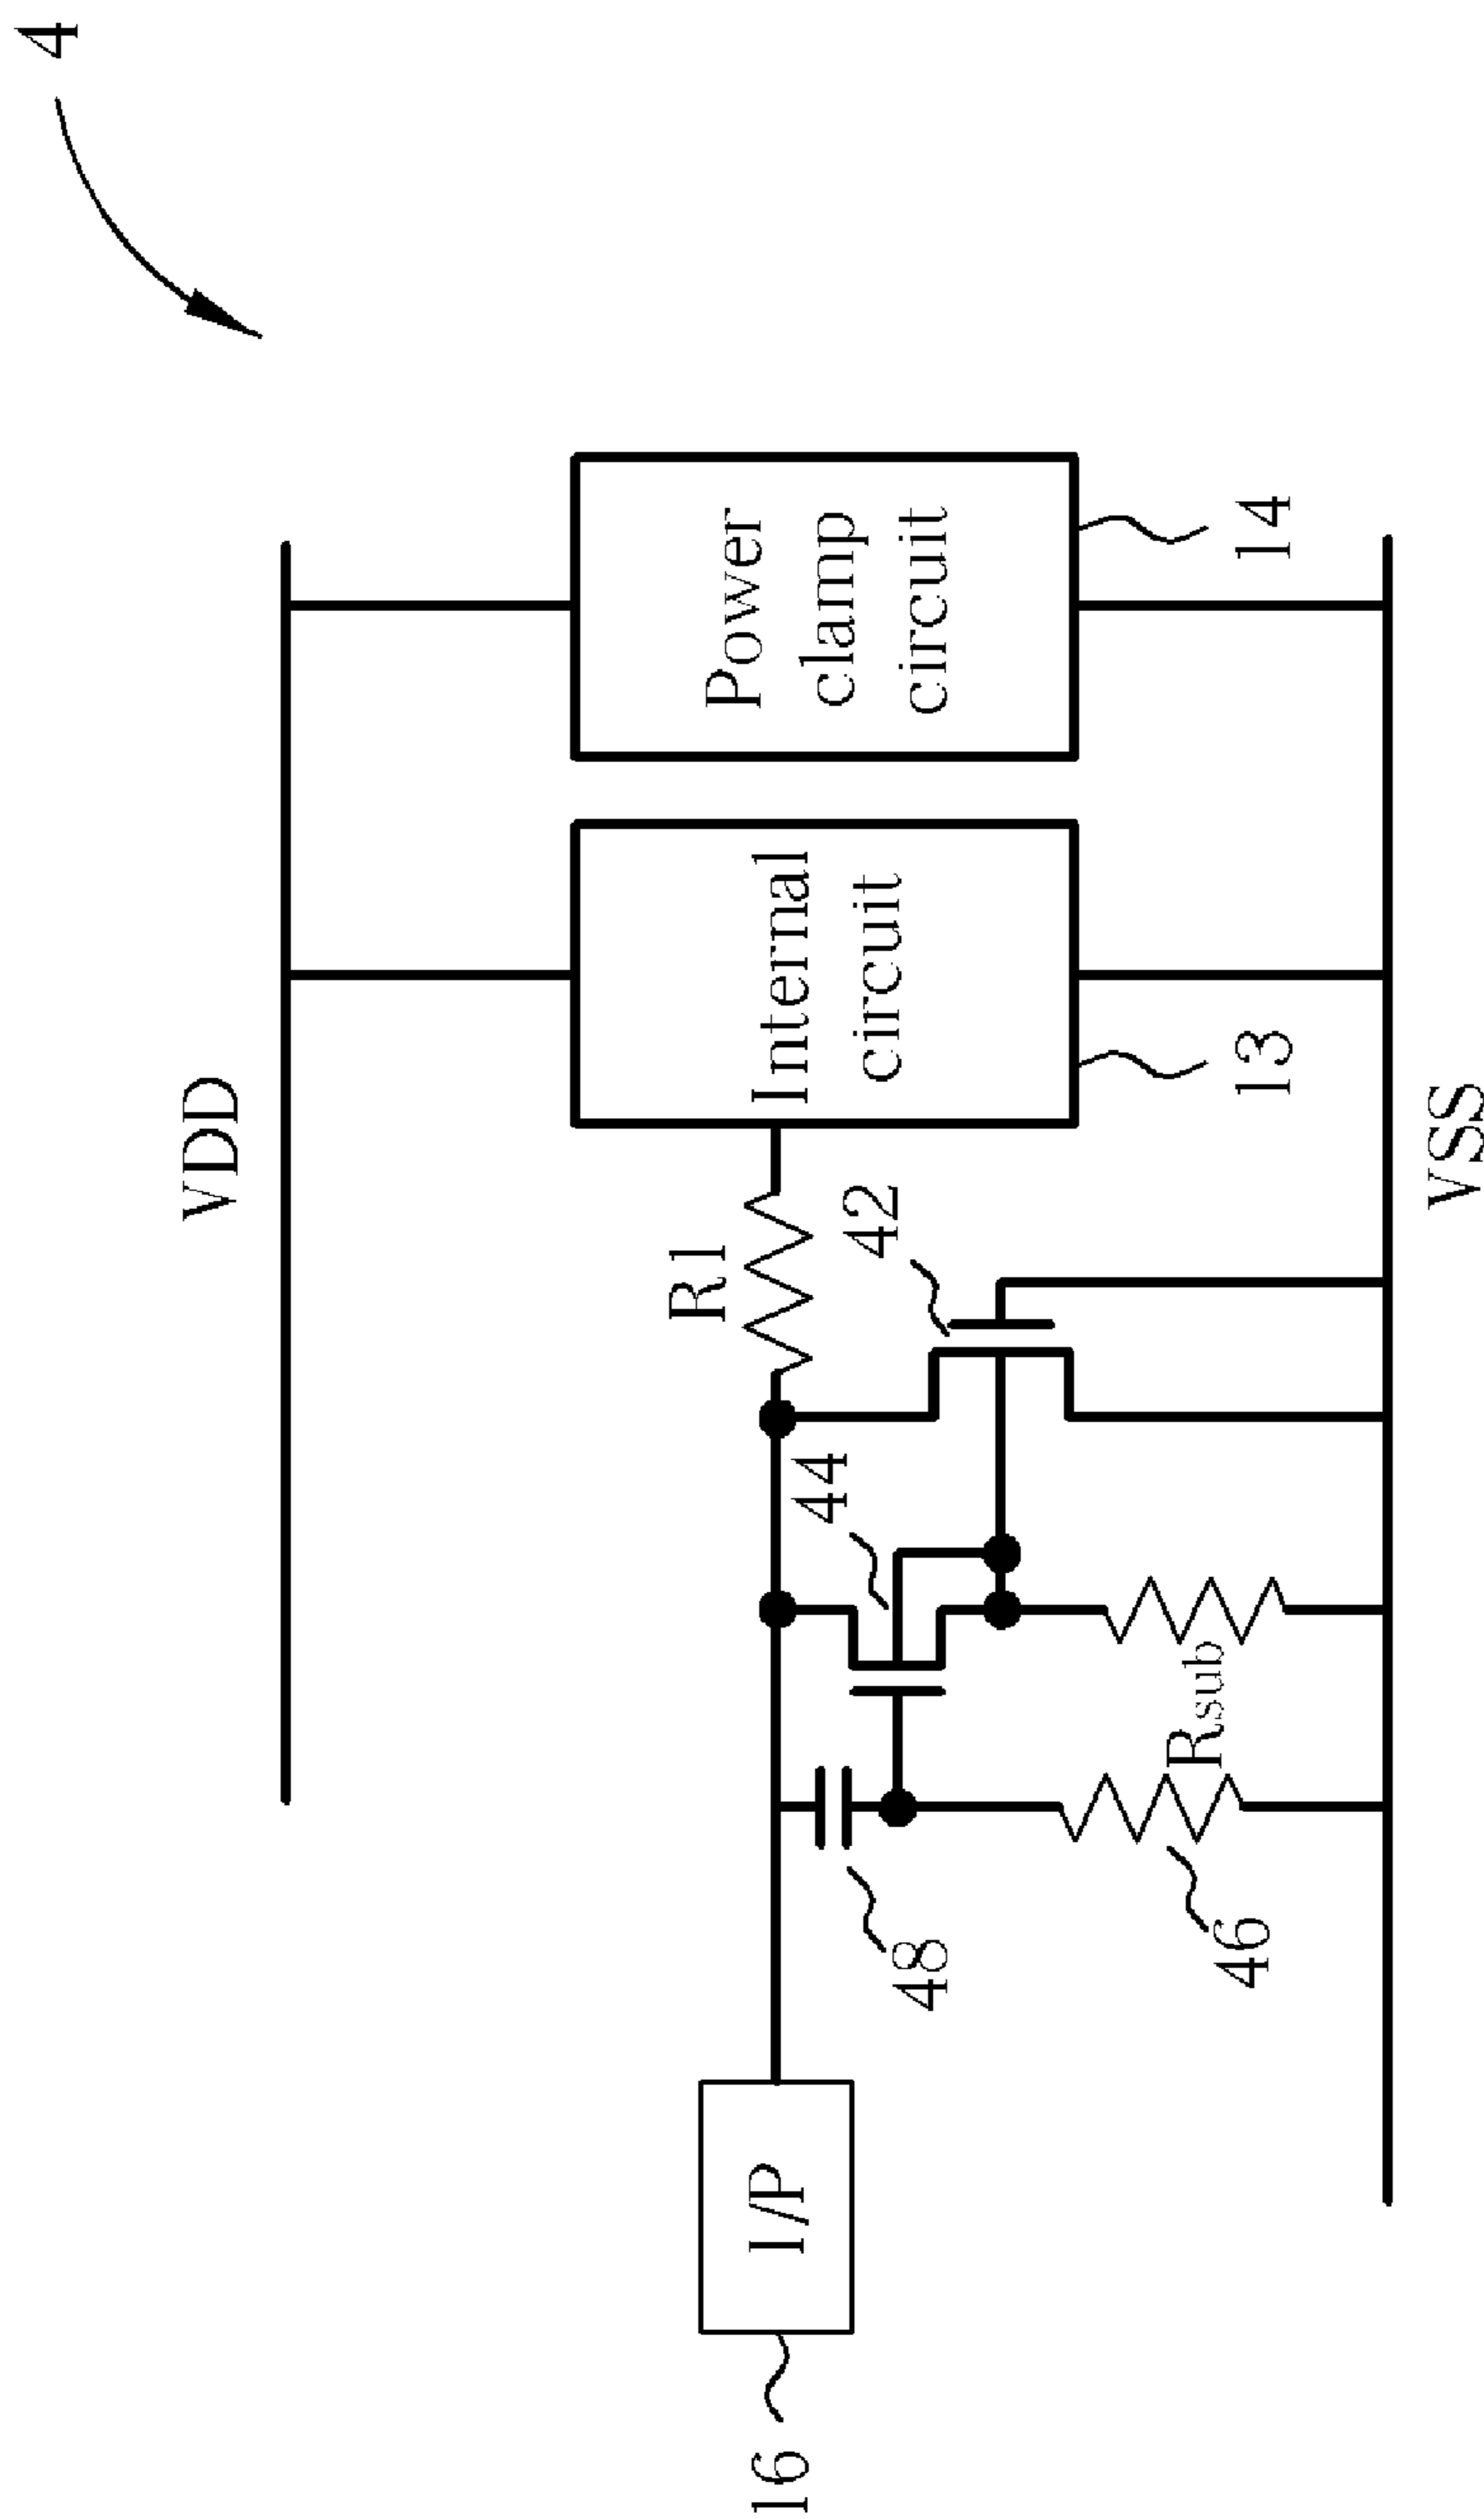 4
VDD
Power
clamp
circuit
14
Internal
circuit
13
R1
42
44
Rsub
48
46
I/P
16
VSS